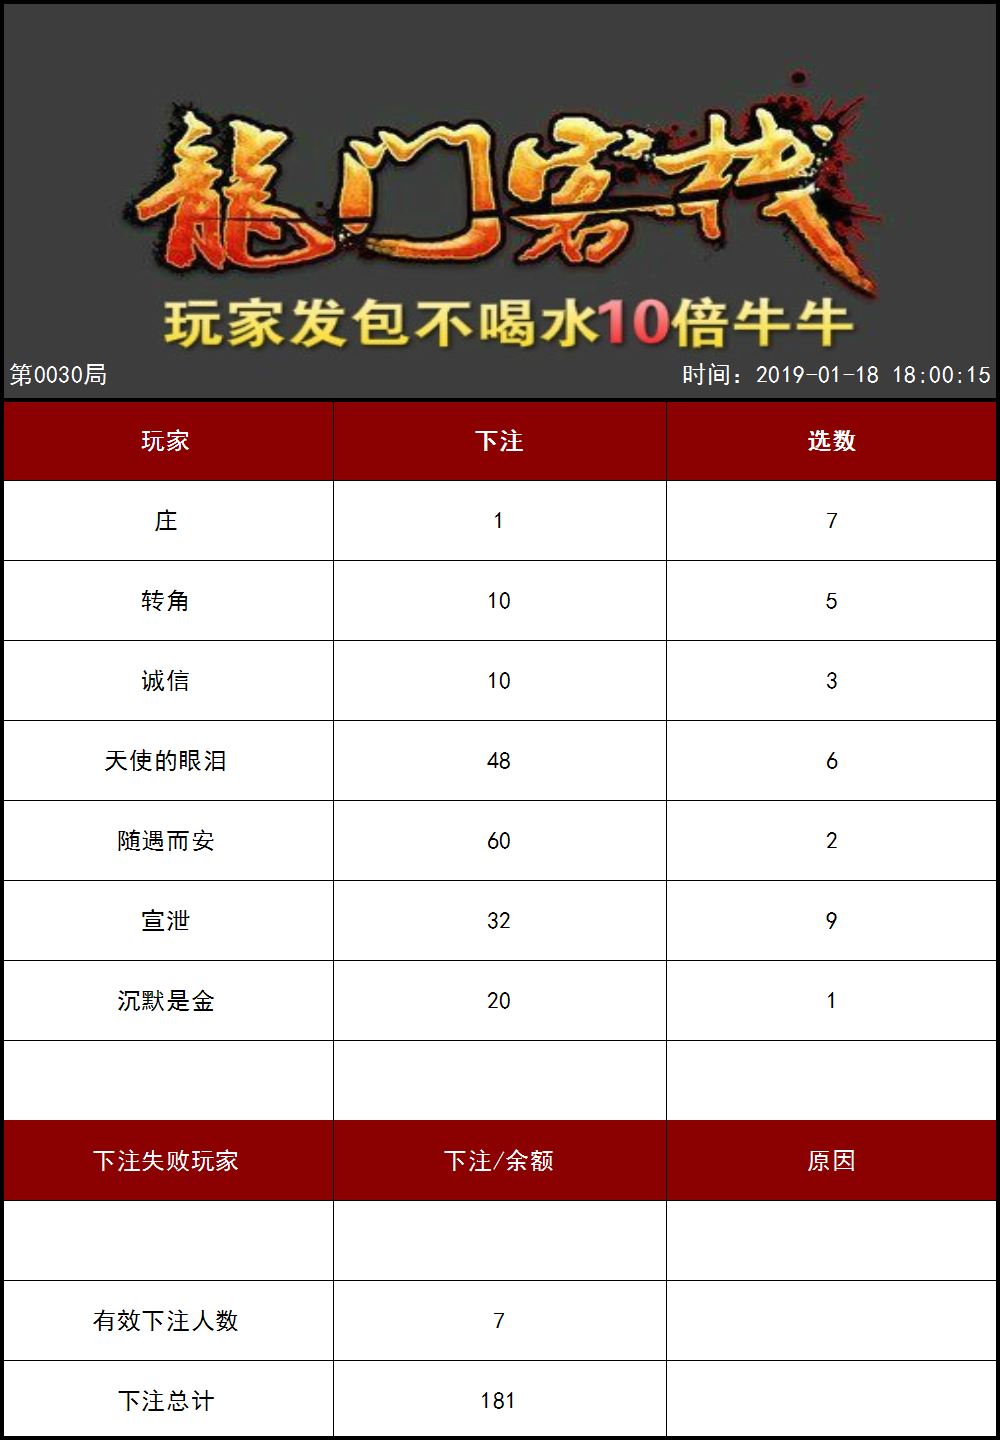 龍门客栈
玩家发包不喝水10倍牛牛
第0030局 时间：2019-01-18 18:00:15
玩家 下注 选数
庄 1 7
转角 10 5
诚信 10 3
天使的眼泪 48 6
随遇而安 60 2
宣泄 32 9
沉默是金 20 1
下注失败玩家 下注/余额 原因
有效下注人数 7
下注总计 181